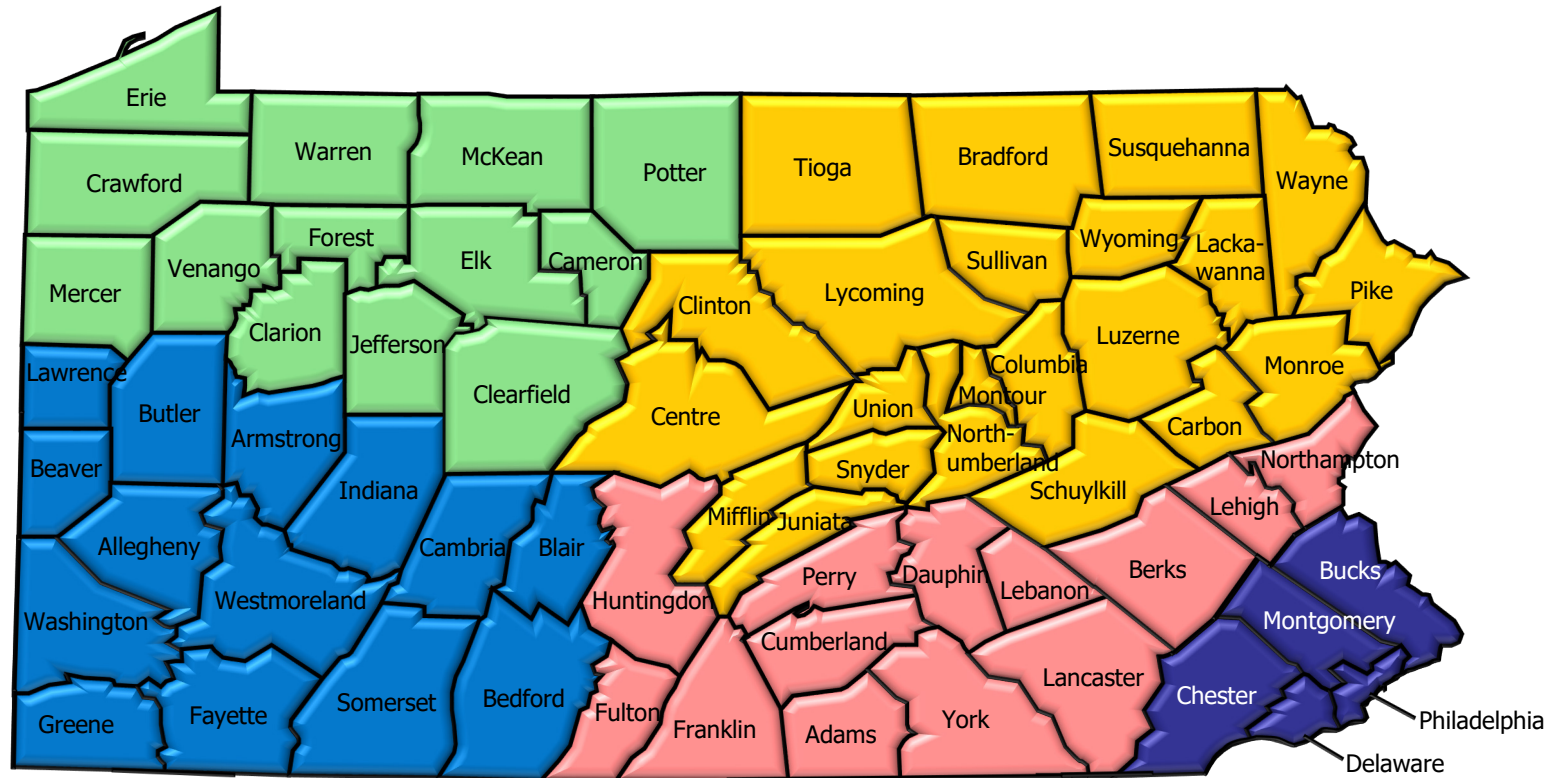 Erie
Warren
McKean
Potter
Tioga
Bradford
Susquehanna
Wayne
Crawford
Forest
Elk
Cameron
Wyoming
Lacka-
wanna
Sullivan
Venango
Mercer
Clarion
Jefferson
Clinton
Lycoming
Pike
Luzerne
Columbia
Monroe
Lawrence
Butler
Clearfield
Centre
Union
Montour
Carbon
Armstrong
North-
umberland
Snyder
Beaver
Indiana
Schuylkill
Northampton
Lehigh
Mifflin
Juniata
Allegheny
Cambria
Blair
Perry
Dauphin
Lebanon
Berks
Bucks
Westmoreland
Huntingdon
Washington
Cumberland
Montgomery
Lancaster
Chester
Greene
Fayette
Somerset
Bedford
Fulton
Franklin
Adams
York
Philadelphia
Delaware